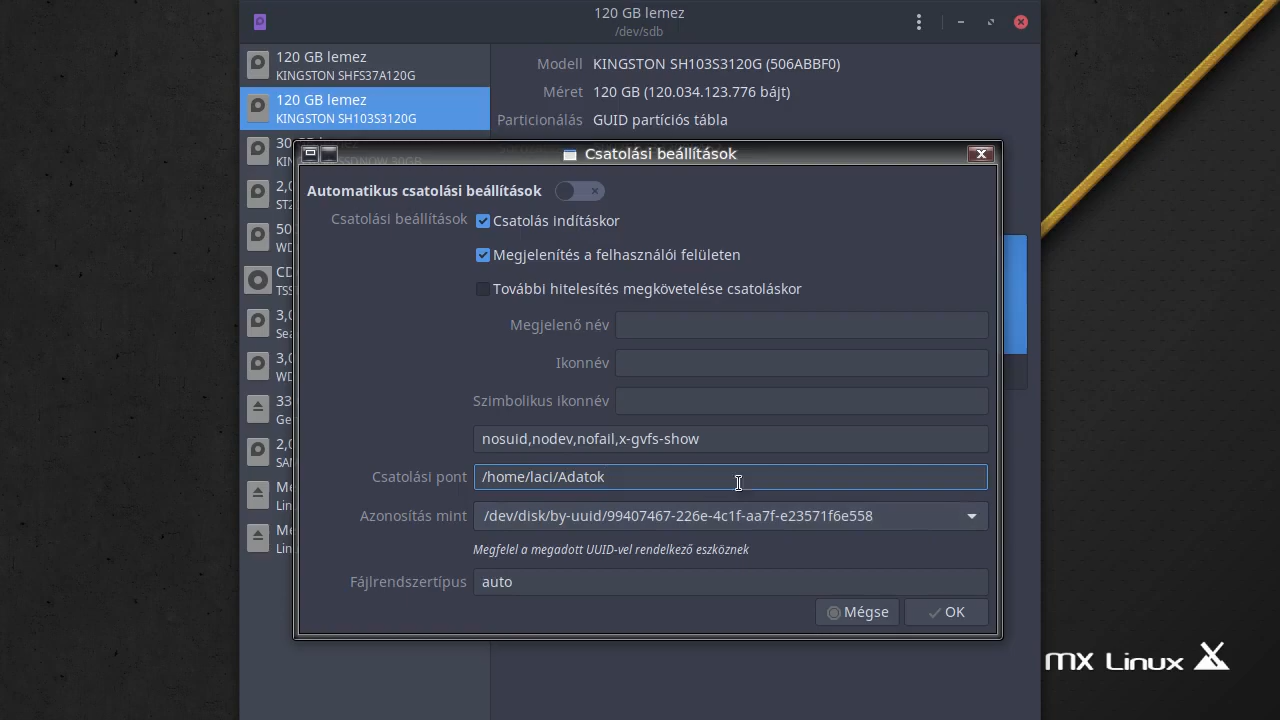 120 GB lemez
/dev/sdb
120 GB lemez
KINGSTON SHFS37A120G
120 GB lemez
KINGSTON SH103S3120G
Modell KINGSTON SH103S3120G (506ABBF0)
Méret 120 GB (120.034.123.776 bájt)
Particionálás GUID partíciós tábla
Csatolási beállítások
Automatikus csatolási beállítások
Csatolási beállítások
Csatolás indításkor
Megjelenítés a felhasználói felületen
További hitelesítés megkövetelése csatoláskor
Megjelenő név
Ikonnév
Szimbolikus ikonnév
nosuid,nodev,nofail,x-gvfs-show
Csatolási pont /home/laci/Adatok
Azonosítás mint /dev/disk/by-uuid/99407467-226e-4c1f-aa7f-e23571f6e558
Megfelel a megadott UUID-vel rendelkező eszköznek
Fájlrendszertípus auto
Mégse
OK
MX Linux